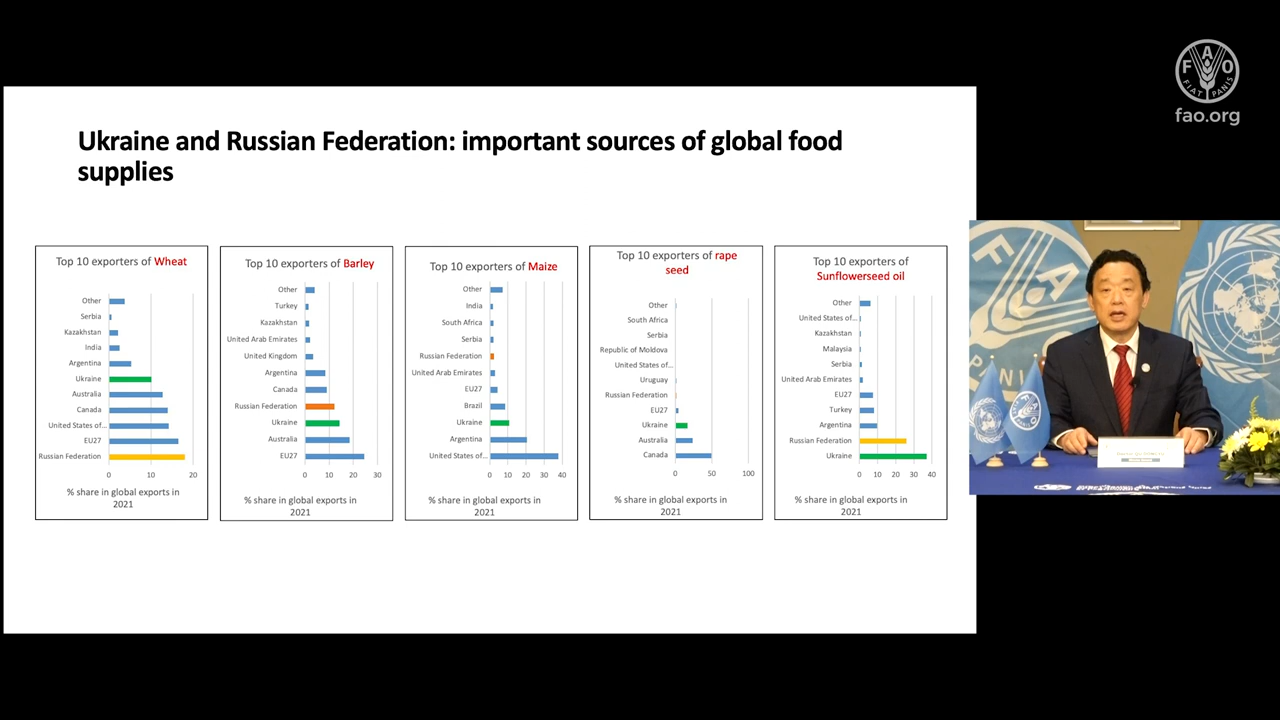 FAO
FIAT PANIS
fao.org
Ukraine and Russian Federation: important sources of global food
supplies
Top 10 exporters of Wheat
Other
Serbia
Kazakhstan
India
Argentina
Ukraine
Australia
Canada
United States of...
EU27
Russian Federation
0 10 20
% share in global exports in
2021
Top 10 exporters of Barley
Other
Turkey
Kazakhstan
United Arab Emirates
United Kingdom
Argentina
Canada
Russian Federation
Ukraine
Australia
EU27
0 10 20 30
% share in global exports in
2021
Top 10 exporters of Maize
Other
India
South Africa
Serbia
Russian Federation
United Arab Emirates
EU27
Brazil
Ukraine
Argentina
United States of...
0 10 20 30 40
% share in global exports in
2021
Top 10 exporters of rape
seed
Other
South Africa
Serbia
Republic of Moldova
United States of...
Uruguay
Russian Federation
EU27
Ukraine
Australia
Canada
0 50 100
% share in global exports in
2021
Top 10 exporters of
Sunflowerseed oil
Other
United States of...
Kazakhstan
Malaysia
Serbia
United Arab Emirates
EU27
Turkey
Argentina
Russian Federation
Ukraine
0 10 20 30 40
% share in global exports in
2021